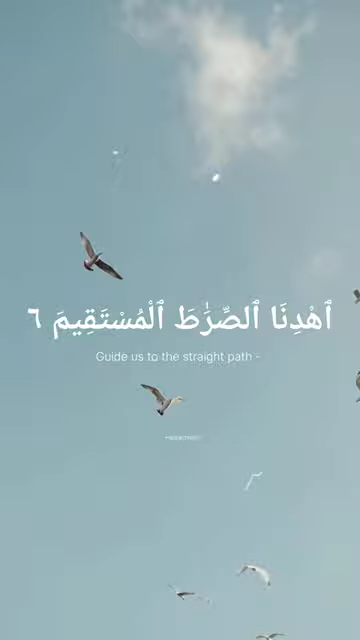 ٱهْدِنَا ٱلصِّرَٰطَ ٱلْمُسْتَقِيمَ ٦
Guide us to the straight path -